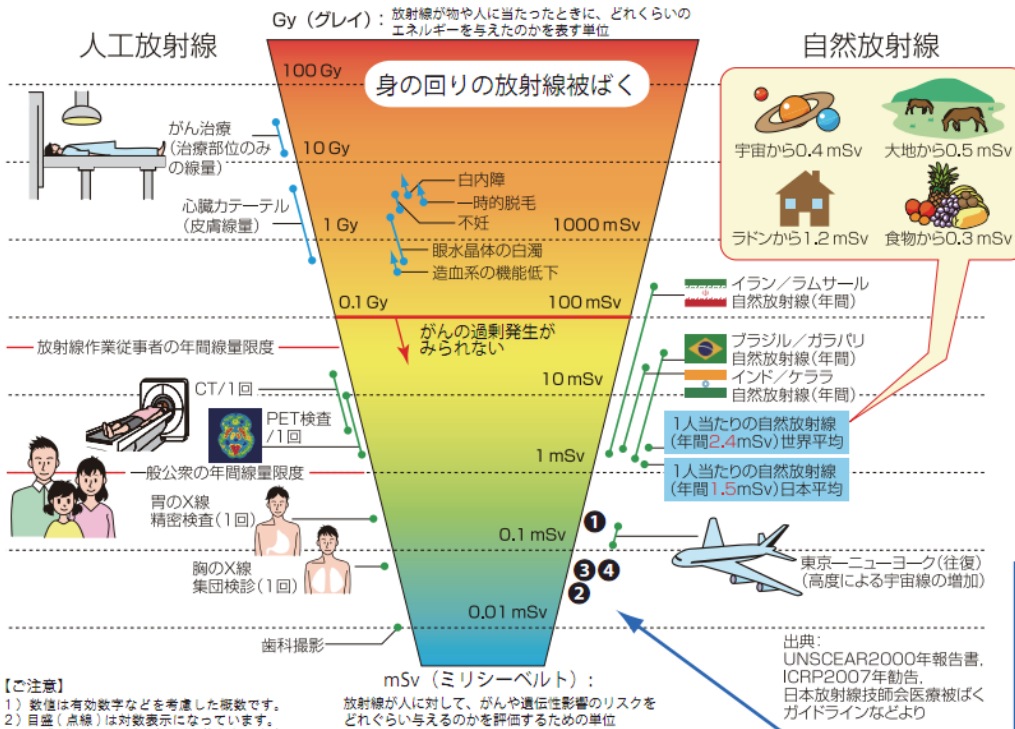 Gy（グレイ）：放射線が物や人に当たったときに、どれくらいの
エネルギーを与えたのかを表す単位
人工放射線
自然放射線
身の回りの放射線被ばく
100 Gy
10 Gy
1 Gy
1000 mSv
0.1 Gy
100 mSv
10 mSv
1 mSv
0.1 mSv
0.01 mSv
がん治療
（治療部位のみ
の線量）
心臓カテーテル
（皮膚線量）
白内障
一時的脱毛
不妊
眼水晶体の白濁
造血系の機能低下
がんの過剰発生が
みられない
放射線作業従事者の年間線量限度
CT/1回
PET検査
/1回
一般公衆の年間線量限度
胃のX線
精密検査（1回）
胸のX線
集団検診（1回）
歯科撮影
宇宙から0.4 mSv
大地から0.5 mSv
ラドンから1.2 mSv
食物から0.3 mSv
イラン／ラムサール
自然放射線（年間）
ブラジル／ガラパリ
自然放射線（年間）
インド／ケララ
自然放射線（年間）
1人当たりの自然放射線
（年間2.4mSv）世界平均
1人当たりの自然放射線
（年間1.5mSv）日本平均
❶
❸❹
❷
東京ーニューヨーク（往復）
（高度による宇宙線の増加）
出典：
UNSCEAR2000年報告書,
ICRP2007年勧告,
日本放射線技師会医療被ばく
ガイドラインなどより
mSv（ミリシーベルト）：
放射線が人に対して、がんや遺伝性影響のリスクを
どれぐらい与えるのかを評価するための単位
【ご注意】
1）数値は有効数字などを考慮した概数です。
2）目盛（点線）は対数表示になっています。